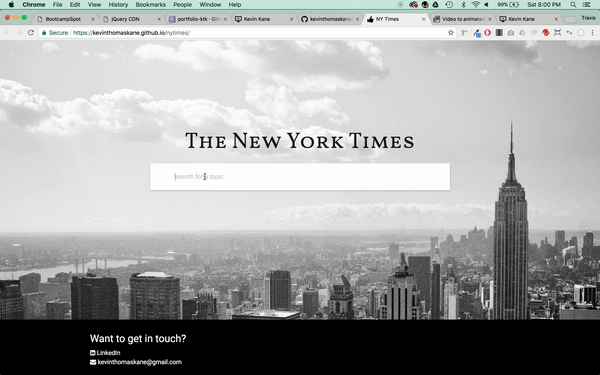 Chrome File Edit View History Bookmarks People Window Help 99% Sat 8:00 PM
BootcampSpot jQuery CDN portfolio-ktk - Git Kevin Kane kevinthomaskane NY Times Video to animated Kevin Kane Travis
Secure https://kevinthomaskane.github.io/nytimes/
THE NEW YORK TIMES
Search for a topic
Want to get in touch?
LinkedIn
kevinthomaskane@gmail.com